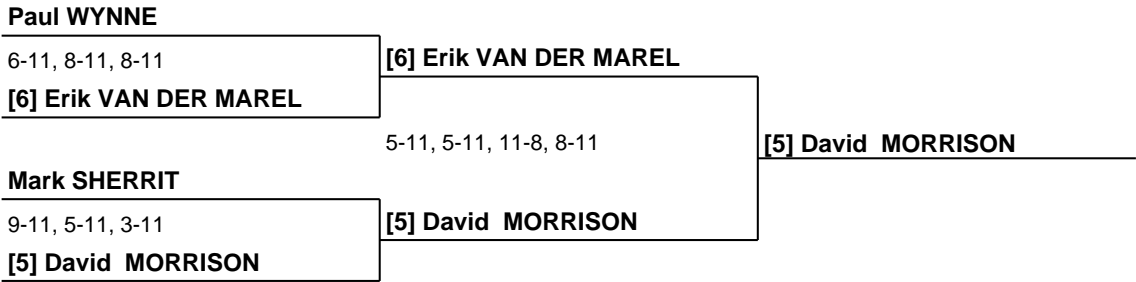 Paul WYNNE
6-11, 8-11, 8-11
[6] Erik VAN DER MAREL
[6] Erik VAN DER MAREL
5-11, 5-11, 11-8, 8-11
[5] David  MORRISON
Mark SHERRIT
9-11, 5-11, 3-11
[5] David  MORRISON
[5] David  MORRISON